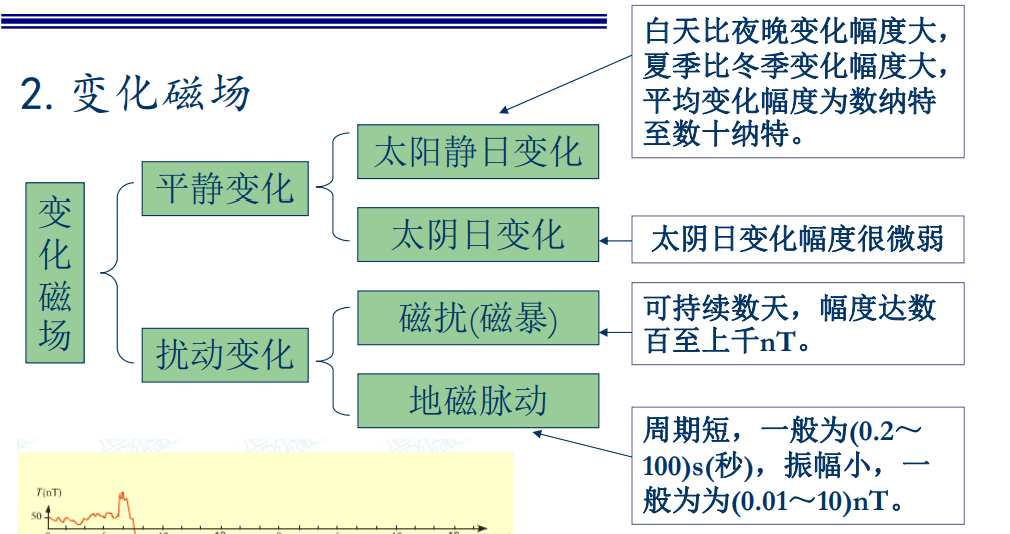 白天比夜晚变化幅度大，
夏季比冬季变化幅度大，
平均变化幅度为数纳特
至数十纳特。
2. 变化磁场
太阳静日变化
平静变化
变化磁场
太阴日变化
太阴日变化幅度很微弱
磁扰(磁暴)
可持续数天，幅度达数
百至上千nT。
扰动变化
地磁脉动
周期短，一般为(0.2～
100)s(秒)，振幅小，一
般为为(0.01～10)nT。
T(nT)
50